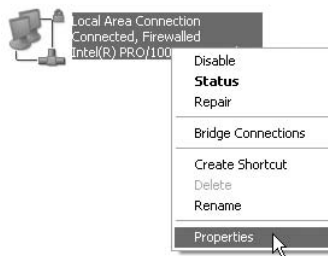 Local Area Connection
Connected, Firewalled
Intel(R) PRO/100
Disable
Status
Repair
Bridge Connections
Create Shortcut
Delete
Rename
Properties